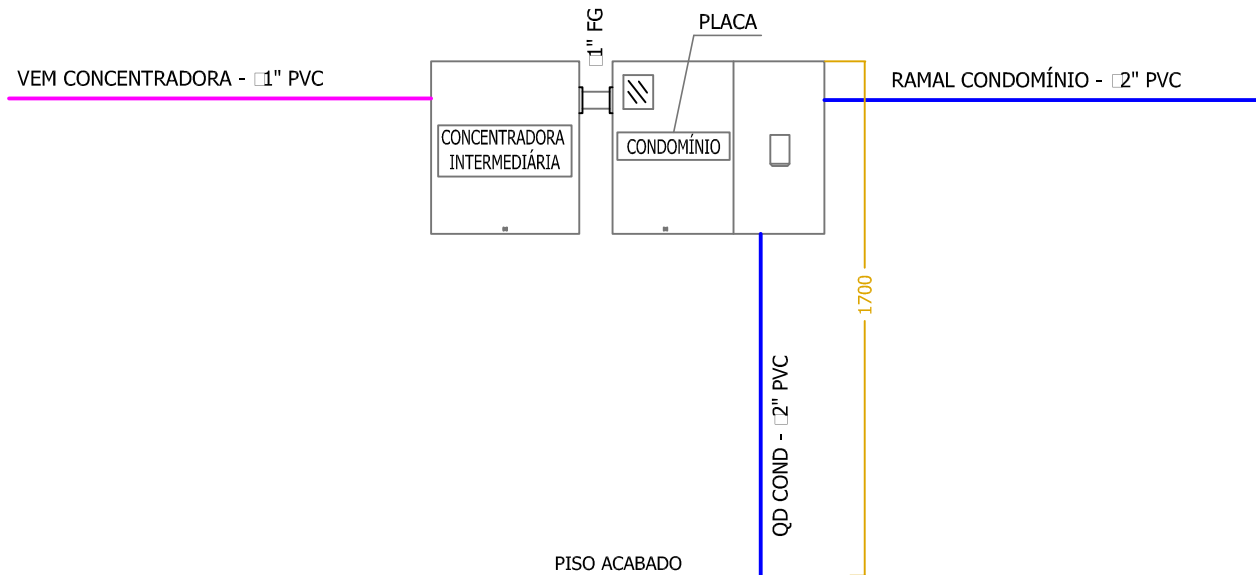 PLACA
□1" FG
VEM CONCENTRADORA - □1" PVC
RAMAL CONDOMÍNIO - □2" PVC
CONCENTRADORA
INTERMEDIÁRIA
CONDOMÍNIO
1700
QD COND - □2" PVC
PISO ACABADO